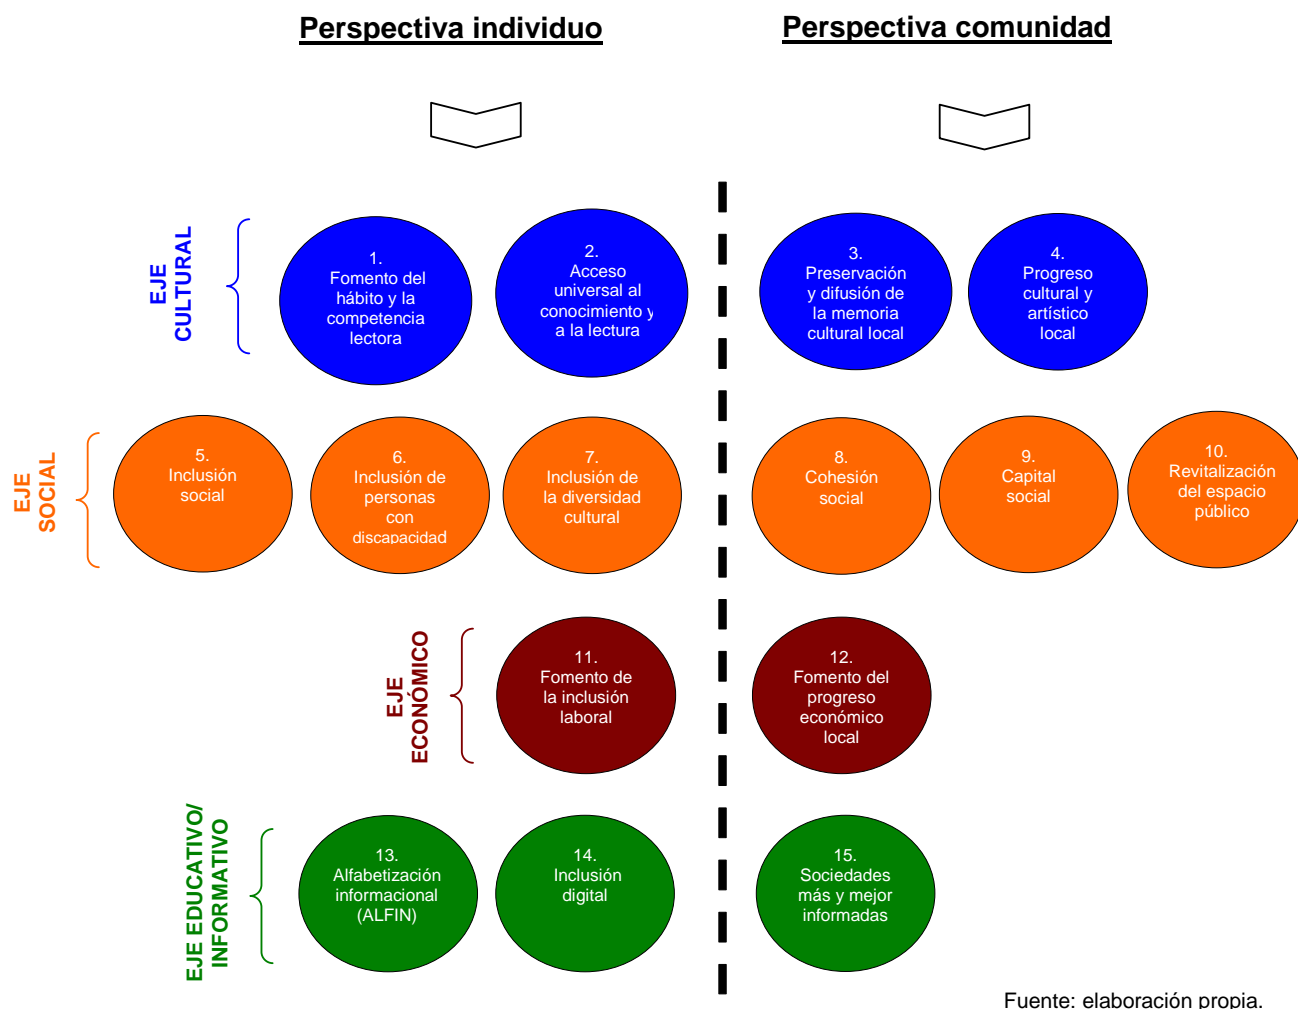 Perspectiva individuo
Perspectiva comunidad
EJE
CULTURAL
1.
Fomento del
hábito y la
competencia
lectora
2.
Acceso
universal al
conocimiento y
a la lectura
3.
Preservación
y difusión de
la memoria
cultural local
4.
Progreso
cultural y
artístico
local
EJE
SOCIAL
5.
Inclusión
social
6.
Inclusión de
personas
con
discapacidad
7.
Inclusión de
la diversidad
cultural
8.
Cohesión
social
9.
Capital
social
10.
Revitalización
del espacio
público
EJE
ECONÓMICO
11.
Fomento de
la inclusión
laboral
12.
Fomento del
progreso
económico
local
EJE EDUCATIVO/
INFORMATIVO
13.
Alfabetización
informacional
(ALFIN)
14.
Inclusión
digital
15.
Sociedades
más y mejor
informadas
Fuente: elaboración propia.